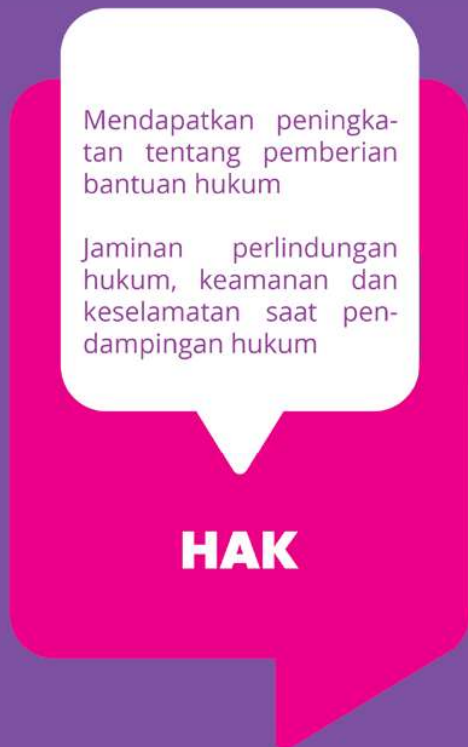 Mendapatkan peningka-
tan tentang pemberian
bantuan hukum
Jaminan perlindungan
hukum, keamanan dan
keselamatan saat pen-
dampingan hukum
HAK